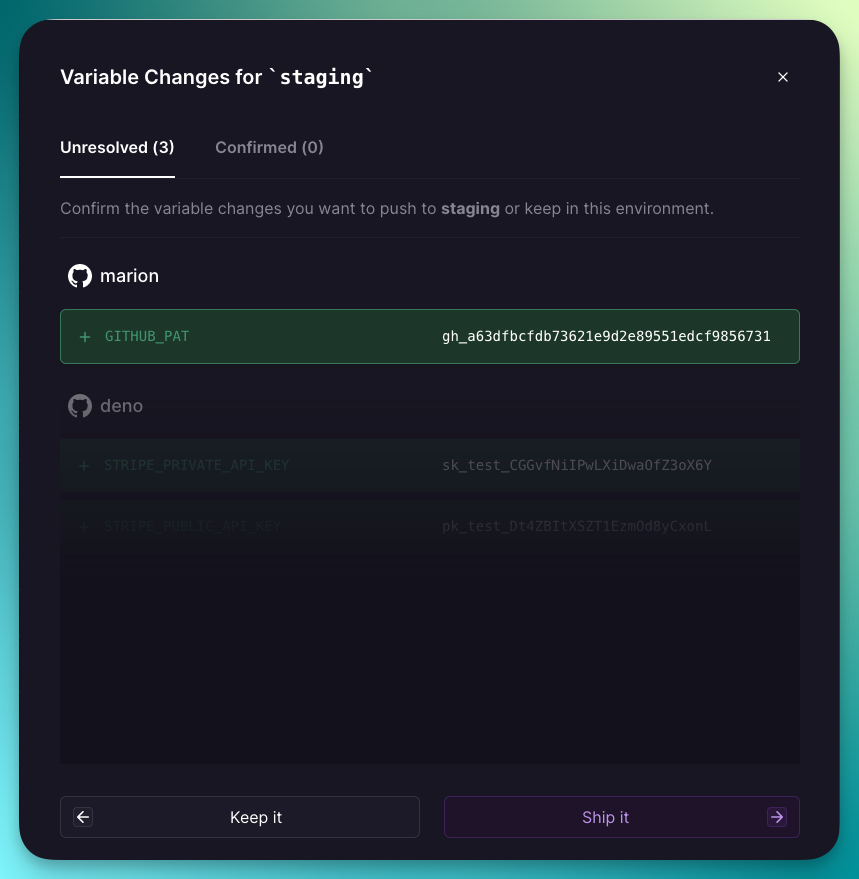 Variable Changes for `staging`
Unresolved (3)
Confirmed (0)
Confirm the variable changes you want to push to staging or keep in this environment.
marion
+ GITHUB_PAT gh_a63dfbcfdb73621e9d2e89551edcf9856731
deno
+ STRIPE_PRIVATE_API_KEY sk_test_CGGvfNiIPwLXiDwaOfZ3oX6Y
+ STRIPE_PUBLIC_API_KEY pk_test_Dt4ZBItXSZT1EzmOd8yCxonL
Keep it
Ship it